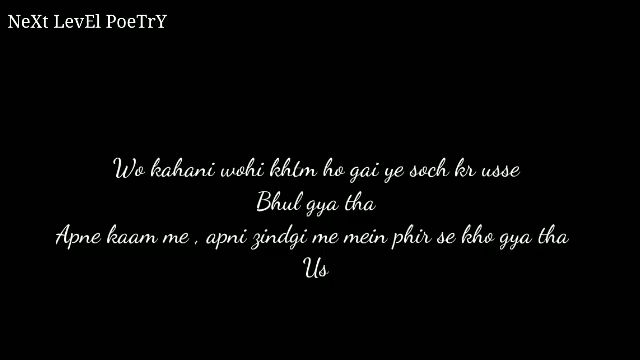 NeXt LevEl PoeTrY
Wo kahani wohi khtm ho gai ye soch kr usse
Bhul gya tha
Apne kaam me , apni zindgi me mein phir se kho gya tha
Us